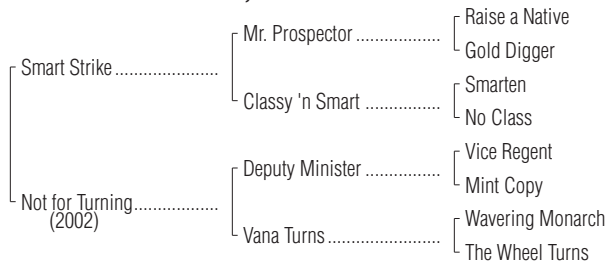 Raise a Native
Mr. Prospector ..................
Gold Digger
Smart Strike ......................
Smarten
Classy 'n Smart ................
No Class
Vice Regent
Deputy Minister ................
Mint Copy
Not for Turning..................
(2002)
Wavering Monarch
Vana Turns ........................
The Wheel Turns